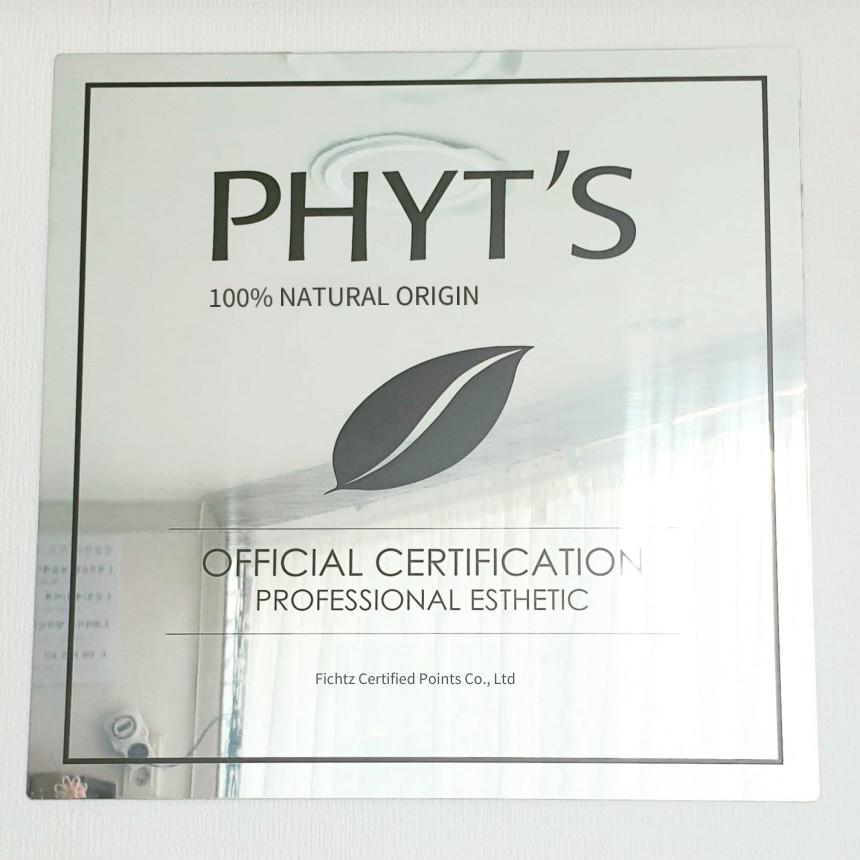 PHYT'S
100% NATURAL ORIGIN
OFFICIAL CERTIFICATION
PROFESSIONAL ESTHETIC
Fichtz Certified Points Co., Ltd